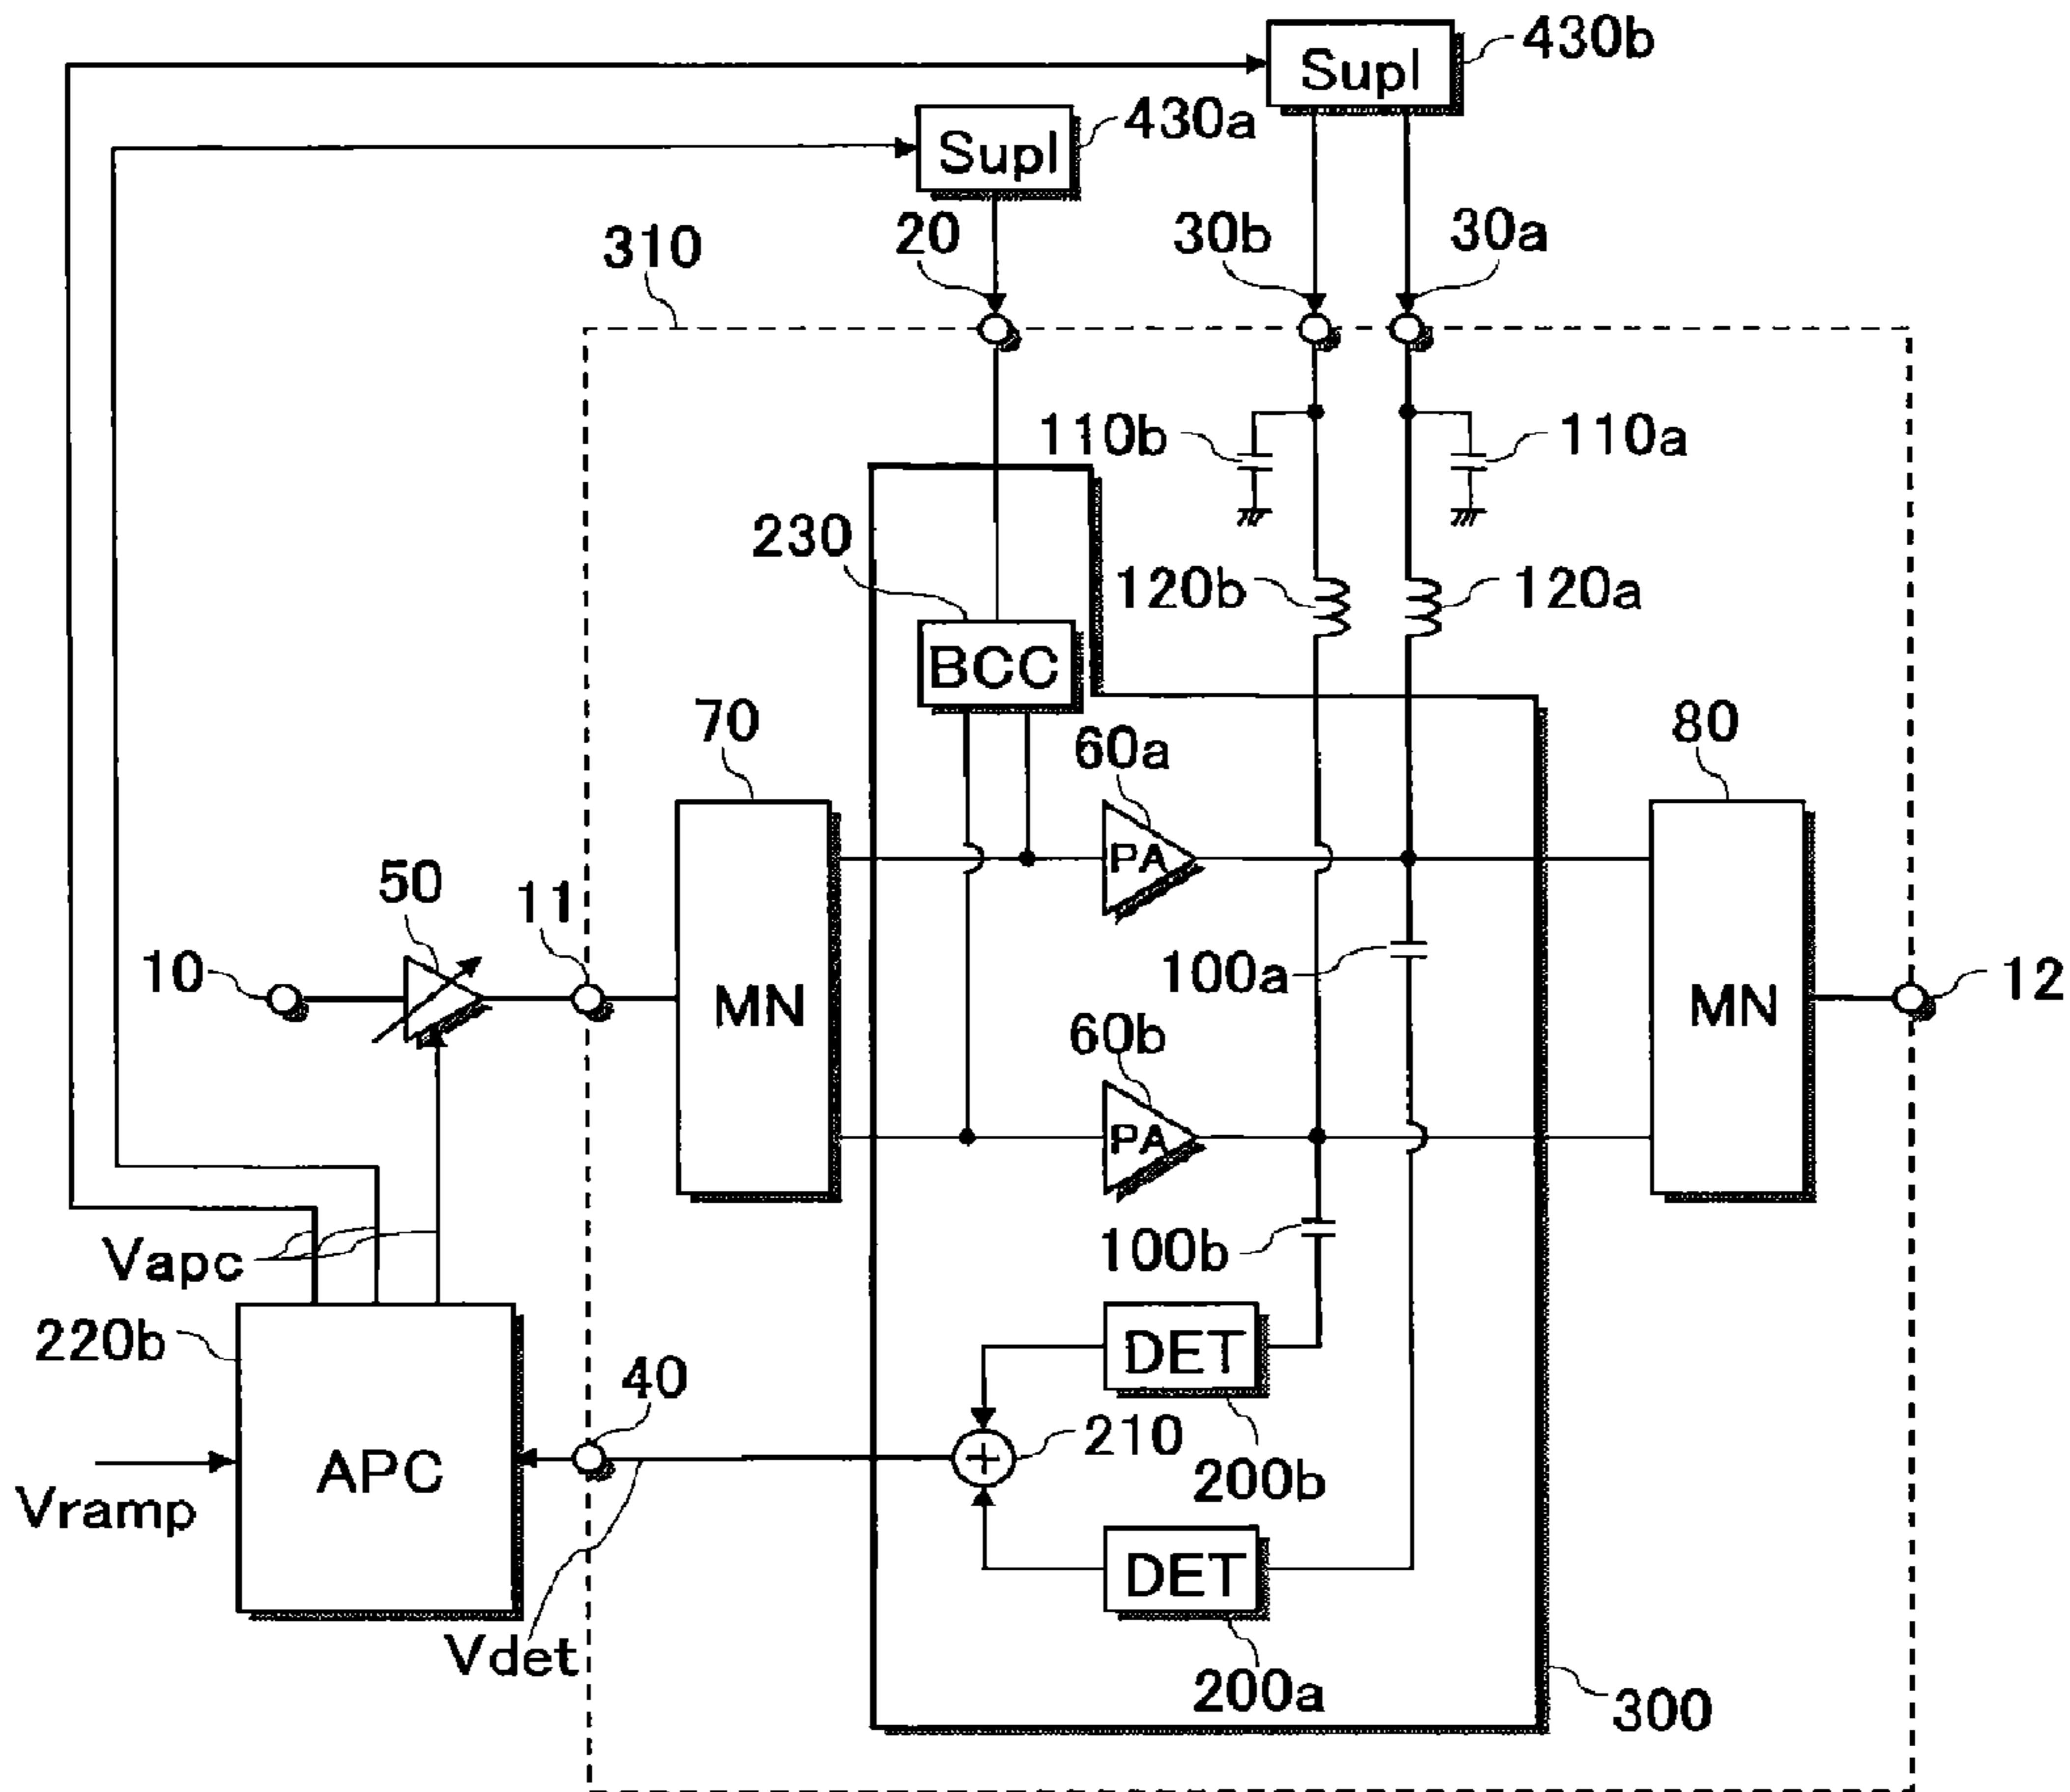 Supl
430b
Supl
430a
20
30b
30a
310
110b
110a
230
120b
120a
BCC
70
60a
80
PA
50
11
10
100a
12
MN
MN
60b
PA
Vapc
100b
220b
DET
40
210
APC
200b
Vramp
DET
Vdet
200a
300